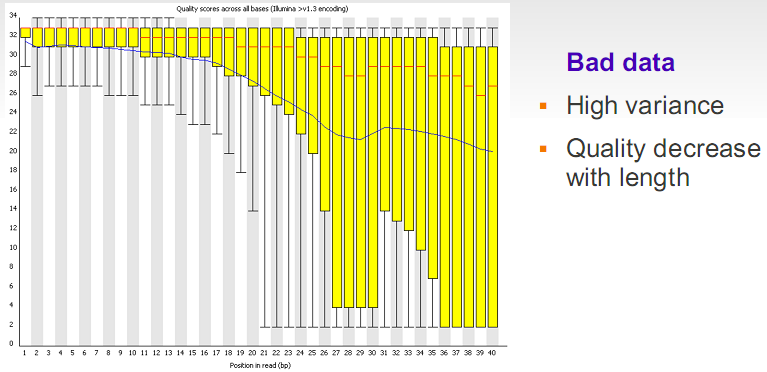 Quality scores across all bases (Illumina >v1.3 encoding)
34
32
30
28
26
24
22
20
18
16
14
12
10
8
6
4
2
0
1 2 3 4 5 6 7 8 9 10 11 12 13 14 15 16 17 18 19 20 21 22 23 24 25 26 27 28 29 30 31 32 33 34 35 36 37 38 39 40
Position in read (bp)
Bad data
High variance
Quality decrease
with length